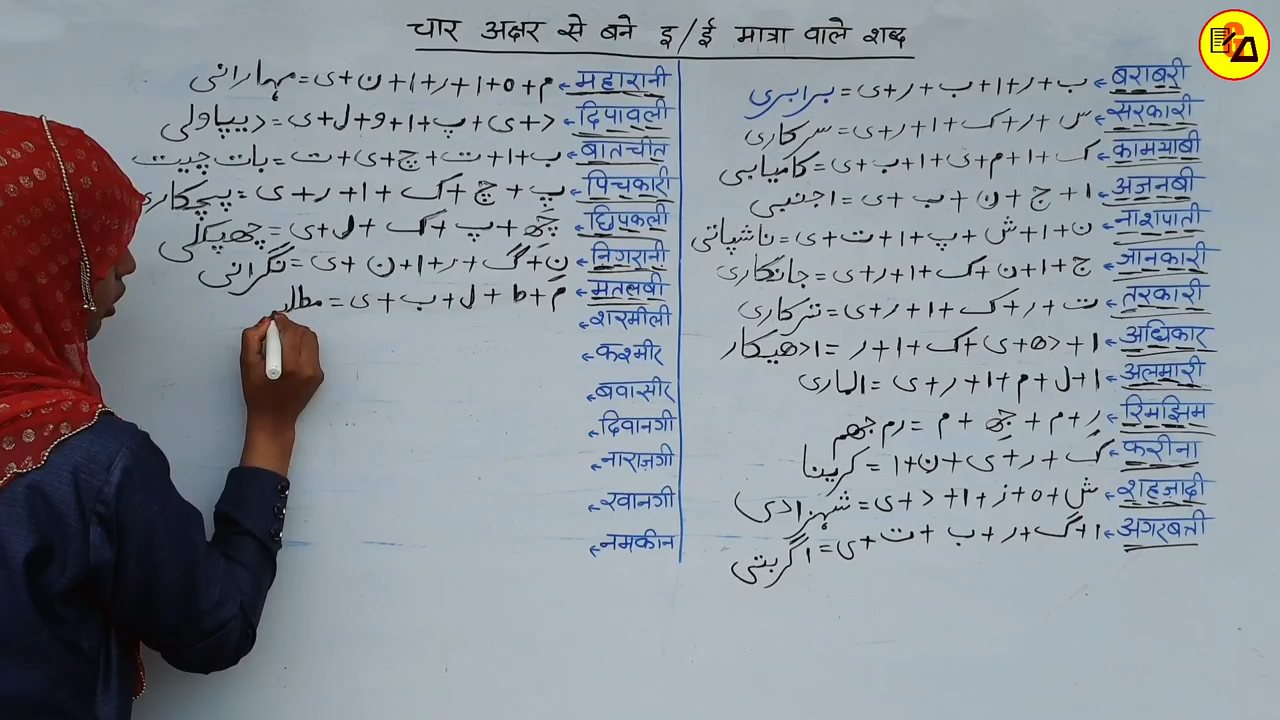 चार अक्षर से बने इ/ई मात्रा वाले शब्द
बराबरी ← ب+ر+ا+ب+ر+ی = برابری
सरकारी ← س+ر+ک+ا+ر+ی = سرکاری
कामयाबी ← ک+ا+م+ی+ا+ب+ی = کامیابی
अजनबी ← ا+ج+ن+ب+ی = اجنبی
नाशपाती ← ن+ا+ش+پ+ا+ت+ی = ناشپاتی
जानकारी ← ج+ا+ن+ک+ا+ر+ی = جانکاری
तरकारी ← ت+ر+ک+ا+ر+ی = ترکاری
अधिकार ← ا+دھ+ی+ک+ا+ر = ادھیکار
अलमारी ← ا+ل+م+ا+ر+ی = الماری
रिमझिम ← رِ+م+جھِ+م = رم جھم
करीना ← ک+ر+ی+ن+ا = کرینا
शहजादी ← ش+ہ+ز+ا+د+ی = شہزادی
अगरबत्ती ← ا+گ+ر+ب+ت+ی = اگربتی
महारानी ← م+ہ+ا+ر+ا+ن+ی = مہارانی
दिपावली ← د+ی+پ+ا+و+ل+ی = دیپاولی
बातचीत ← ب+ا+ت+چ+ی+ت = بات چیت
पिचकारी ← پ+چ+ک+ا+ر+ی = پچکاری
छिपकली ← چھ+پ+ک+ل+ی = چھپکلی
निगरानी ← ن+گ+ر+ا+ن+ی = نگرانی
मतलबी ← م+ط+ل+ب+ی = مطلـ
शरमीली ←
कश्मीर ←
बवासीर ←
दिवानगी ←
नाराज़गी ←
रवानगी ←
नमकीन ←